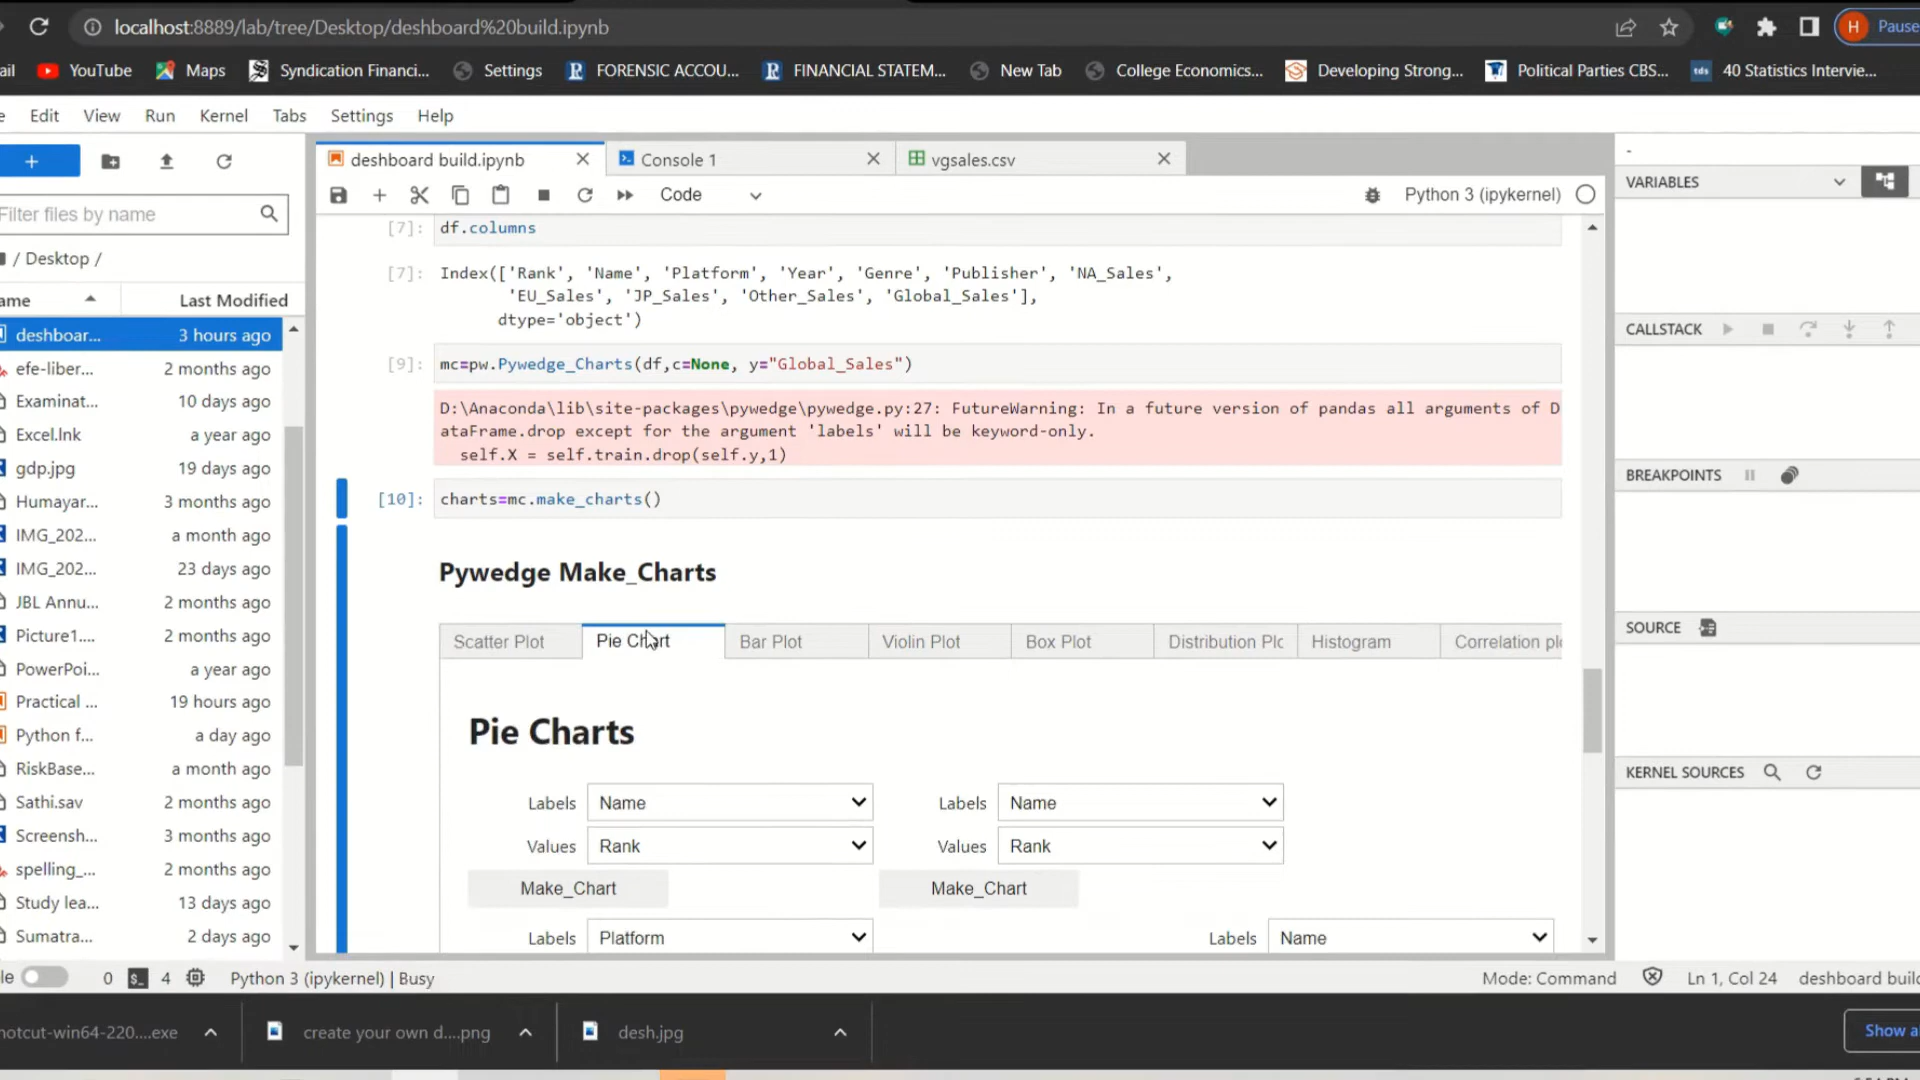 localhost:8889/lab/tree/Desktop/deshboard%20build.ipynb
H Pause
ail YouTube Maps Syndication Financi... Settings R FORENSIC ACCOU... R FINANCIAL STATEM... New Tab College Economics... Developing Strong... Political Parties CBS... tds 40 Statistics Intervie...
e Edit View Run Kernel Tabs Settings Help
+
Filter files by name
/ Desktop /
ame Last Modified
deshboar... 3 hours ago
efe-liber... 2 months ago
Examinat... 10 days ago
Excel.lnk a year ago
gdp.jpg 19 days ago
Humayar... 3 months ago
IMG_202... a month ago
IMG_202... 23 days ago
JBL Annu... 2 months ago
Picture1.... 2 months ago
PowerPoi... a year ago
Practical ... 19 hours ago
Python f... a day ago
RiskBase... a month ago
Sathi.sav 2 months ago
Screensh... 3 months ago
spelling_... 2 months ago
Study lea... 13 days ago
Sumatra... 2 days ago
deshboard build.ipynb Console 1 vgsales.csv
Code Python 3 (ipykernel)
[7]: df.columns
[7]: Index(['Rank', 'Name', 'Platform', 'Year', 'Genre', 'Publisher', 'NA_Sales',
'EU_Sales', 'JP_Sales', 'Other_Sales', 'Global_Sales'],
dtype='object')
[9]: mc=pw.Pywedge_Charts(df,c=None, y="Global_Sales")
D:\Anaconda\lib\site-packages\pywedge\pywedge.py:27: FutureWarning: In a future version of pandas all arguments of D
ataFrame.drop except for the argument 'labels' will be keyword-only.
self.X = self.train.drop(self.y,1)
[10]: charts=mc.make_charts()
Pywedge Make_Charts
Scatter Plot Pie Chart Bar Plot Violin Plot Box Plot Distribution Plo Histogram Correlation plo
Pie Charts
Labels Name Labels Name
Values Rank Values Rank
Make_Chart Make_Chart
Labels Platform Labels Name
-
VARIABLES
CALLSTACK
BREAKPOINTS
SOURCE
KERNEL SOURCES
le 0 $_ 4 Python 3 (ipykernel) | Busy Mode: Command Ln 1, Col 24 deshboard build
notcut-win64-220....exe create your own d....png desh.jpg Show a